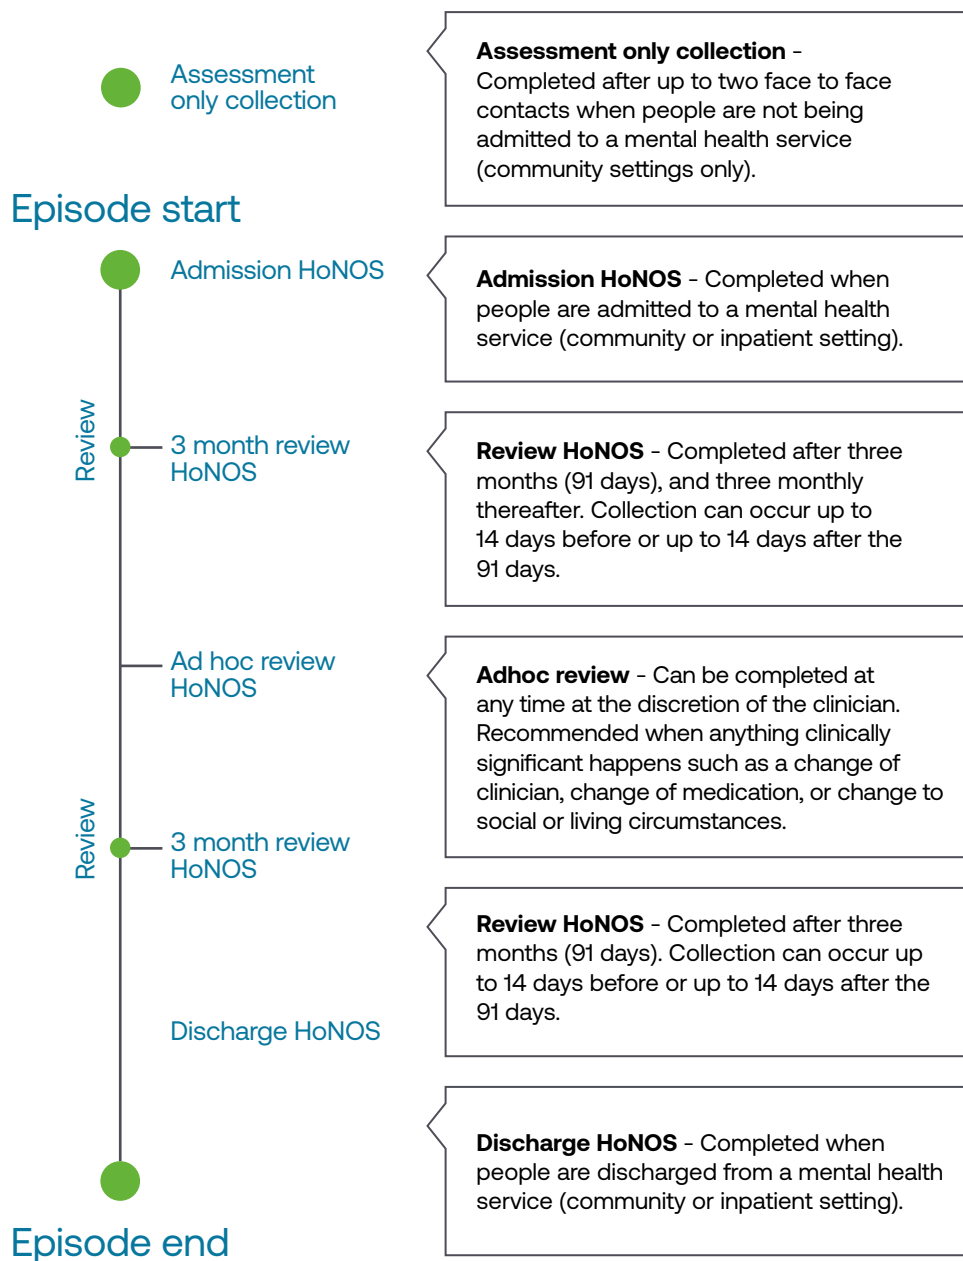 Assessment
only collection
Assessment only collection -
Completed after up to two face to face
contacts when people are not being
admitted to a mental health service
(community settings only).
Episode start
Admission HoNOS
Admission HoNOS - Completed when
people are admitted to a mental health
service (community or inpatient setting).
Review
3 month review
HoNOS
Review HoNOS - Completed after three
months (91 days), and three monthly
thereafter. Collection can occur up to
14 days before or up to 14 days after the
91 days.
Ad hoc review
HoNOS
Adhoc review - Can be completed at
any time at the discretion of the clinician.
Recommended when anything clinically
significant happens such as a change of
clinician, change of medication, or change to
social or living circumstances.
Review
3 month review
HoNOS
Review HoNOS - Completed after three
months (91 days). Collection can occur up
to 14 days before or up to 14 days after the
91 days.
Discharge HoNOS
Discharge HoNOS - Completed when
people are discharged from a mental health
service (community or inpatient setting).
Episode end